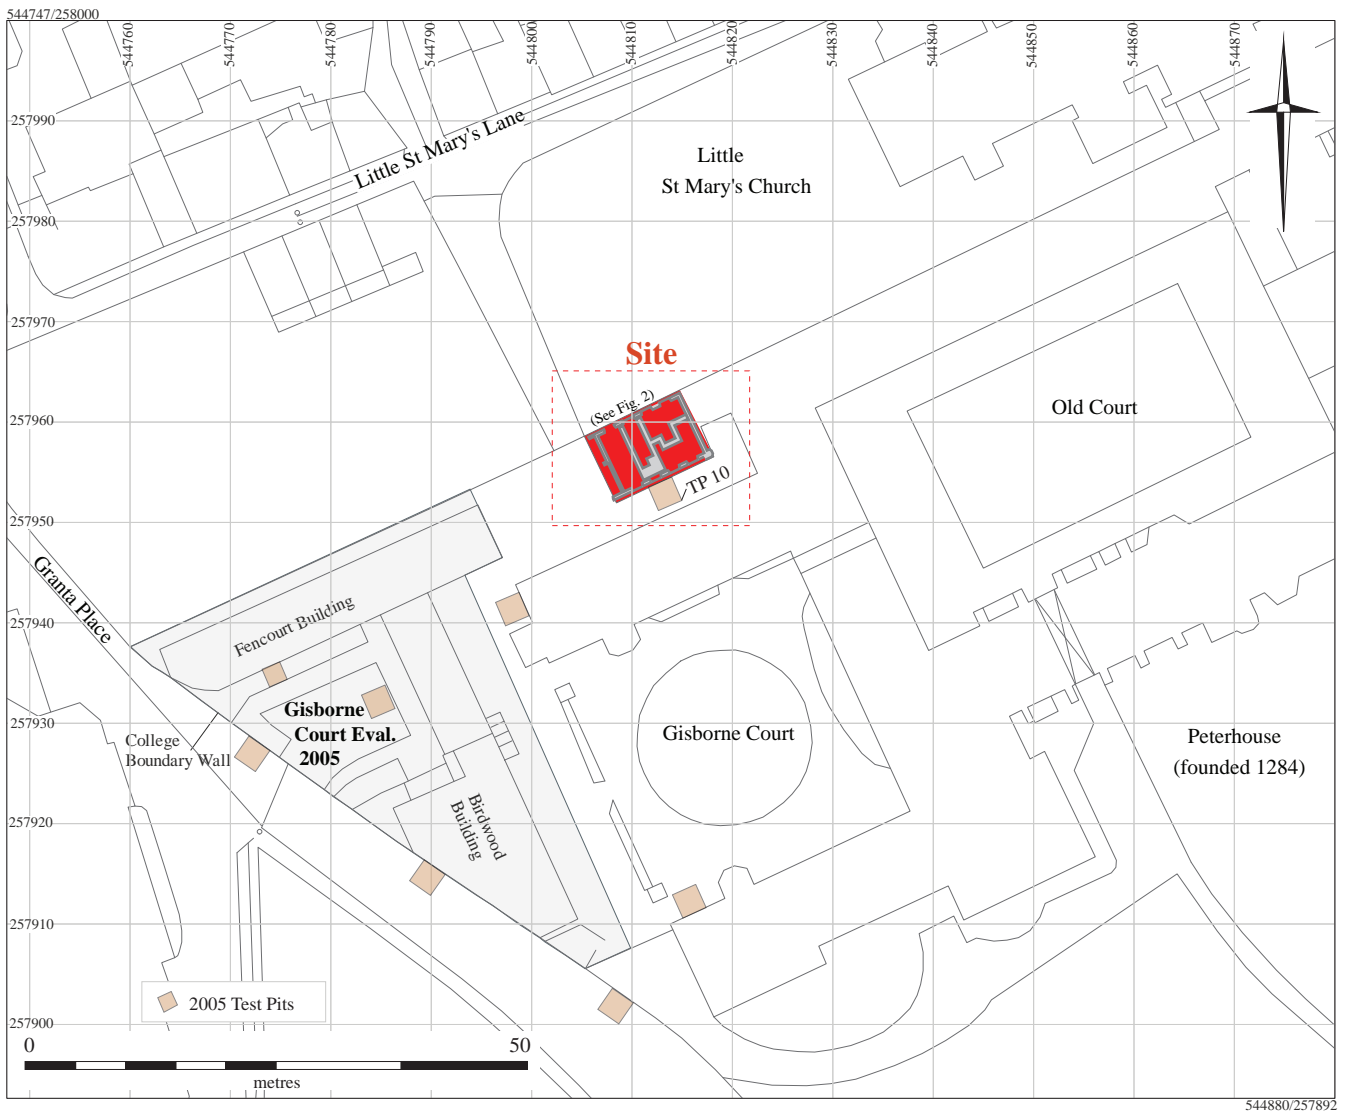 544747/258000
544760
544770
544780
544790
544800
544810
544820
544830
544840
544850
544860
544870
257990
257980
257970
257960
257950
257940
257930
257920
257910
257900
Little St Mary's Lane
Little
St Mary's Church
Site
(See Fig. 2)
TP 10
Old Court
Granta Place
Fencourt Building
Gisborne
Court Eval.
2005
College
Boundary Wall
Birdwood
Building
Gisborne Court
Peterhouse
(founded 1284)
2005 Test Pits
0
50
metres
544880/257892